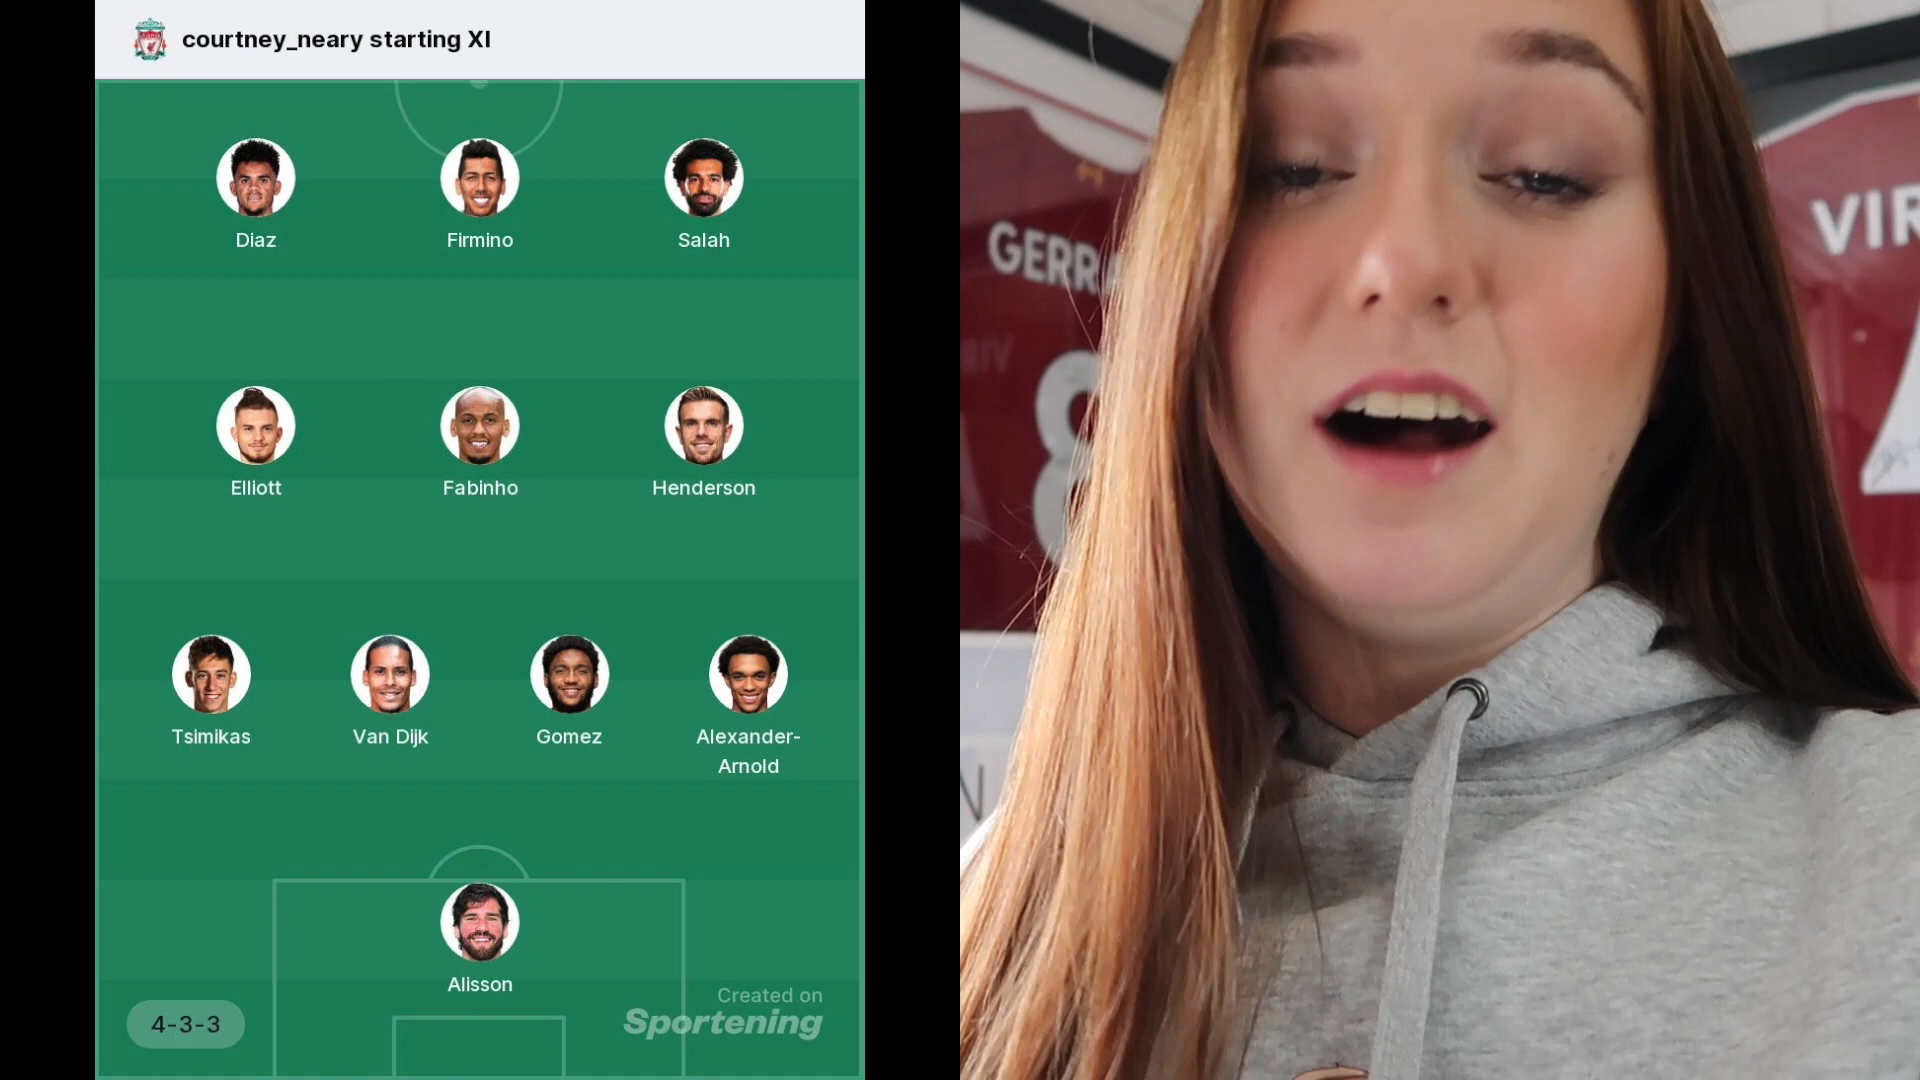 courtney_neary starting XI
Diaz
Firmino
Salah
Elliott
Fabinho
Henderson
Tsimikas
Van Dijk
Gomez
Alexander-
Arnold
Alisson
4-3-3
Created on
Sportening
GERR
8
VIR